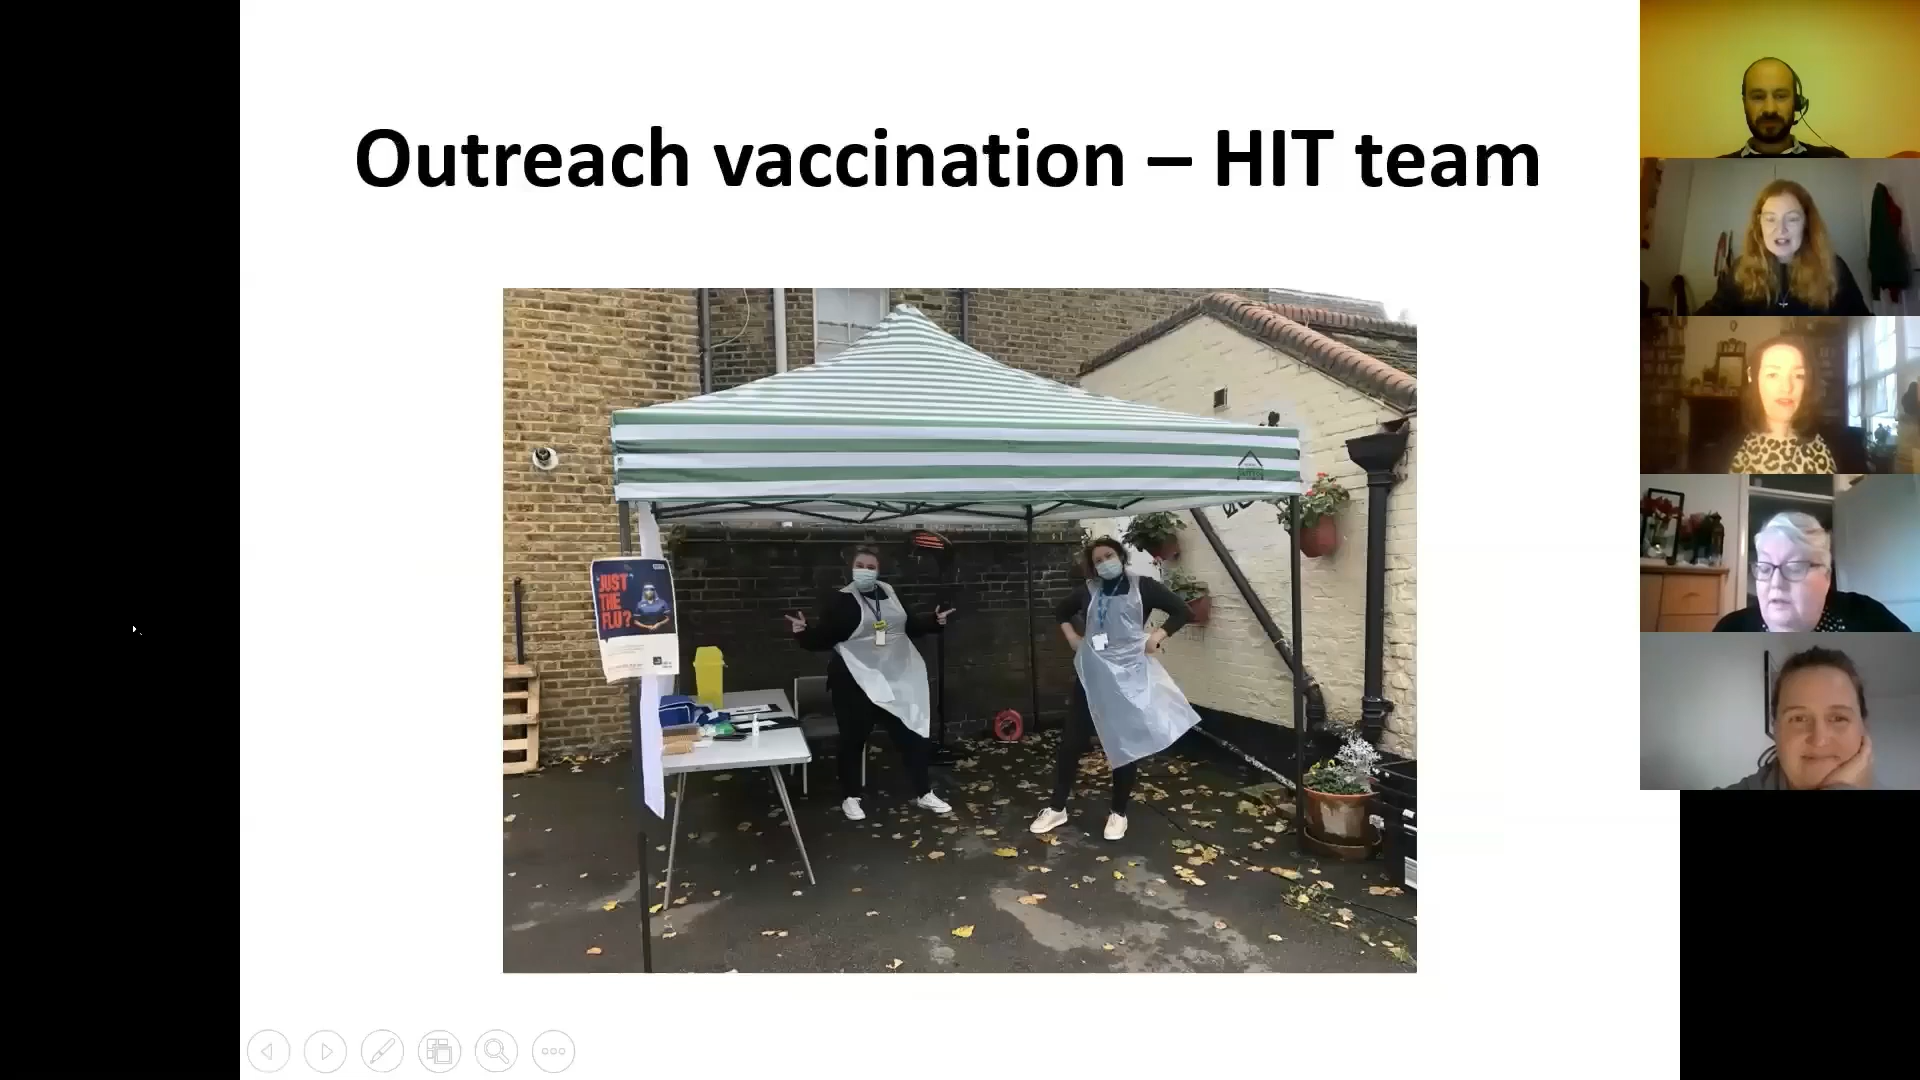 Outreach vaccination – HIT team
"JUST
THE
FLU?"